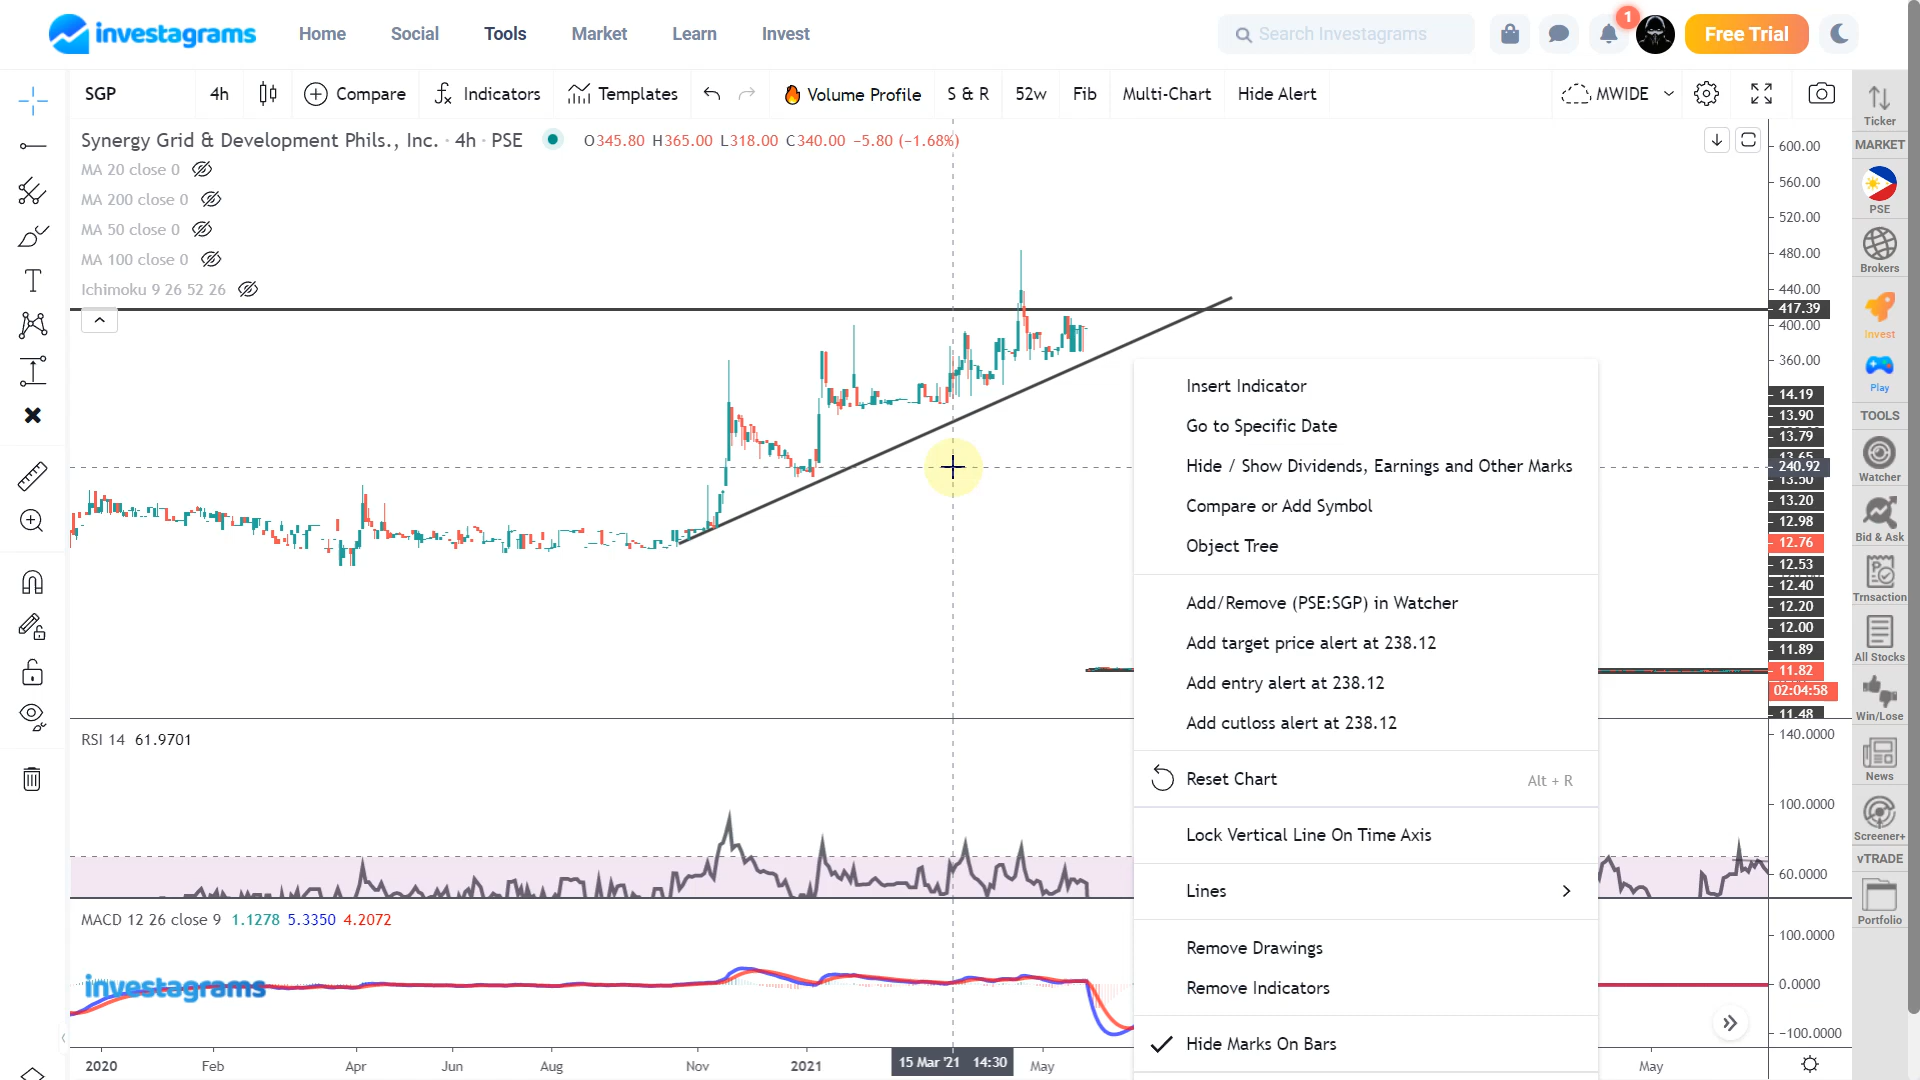 investagrams
Home
Social
Tools
Market
Learn
Invest
Search Investagrams
1
Free Trial
SGP
4h
Compare
Indicators
Templates
Volume Profile
S & R
52w
Fib
Multi-Chart
Hide Alert
MWIDE
Ticker
MARKET
PSE
Brokers
Invest
Play
TOOLS
Watcher
Bid & Ask
Trnsaction
All Stocks
Win/Lose
News
Screener+
vTRADE
Portfolio
Synergy Grid & Development Phils., Inc. · 4h · PSE
O345.80 H365.00 L318.00 C340.00 −5.80 (−1.68%)
MA 20 close 0
MA 200 close 0
MA 50 close 0
MA 100 close 0
Ichimoku 9 26 52 26
600.00
560.00
520.00
480.00
440.00
417.39
400.00
360.00
14.19
13.90
13.79
13.65
240.92
13.50
13.20
12.98
12.76
12.53
12.40
12.20
12.00
11.89
11.82
02:04:58
11.48
Insert Indicator
Go to Specific Date
Hide / Show Dividends, Earnings and Other Marks
Compare or Add Symbol
Object Tree
Add/Remove (PSE:SGP) in Watcher
Add target price alert at 238.12
Add entry alert at 238.12
Add cutloss alert at 238.12
Reset Chart
Alt + R
Lock Vertical Line On Time Axis
Lines
Remove Drawings
Remove Indicators
Hide Marks On Bars
RSI 14 61.9701
140.0000
100.0000
60.0000
MACD 12 26 close 9 1.1278 5.3350 4.2072
investagrams
100.0000
0.0000
−100.0000
2020
Feb
Apr
Jun
Aug
Nov
2021
15 Mar '21 14:30
May
May